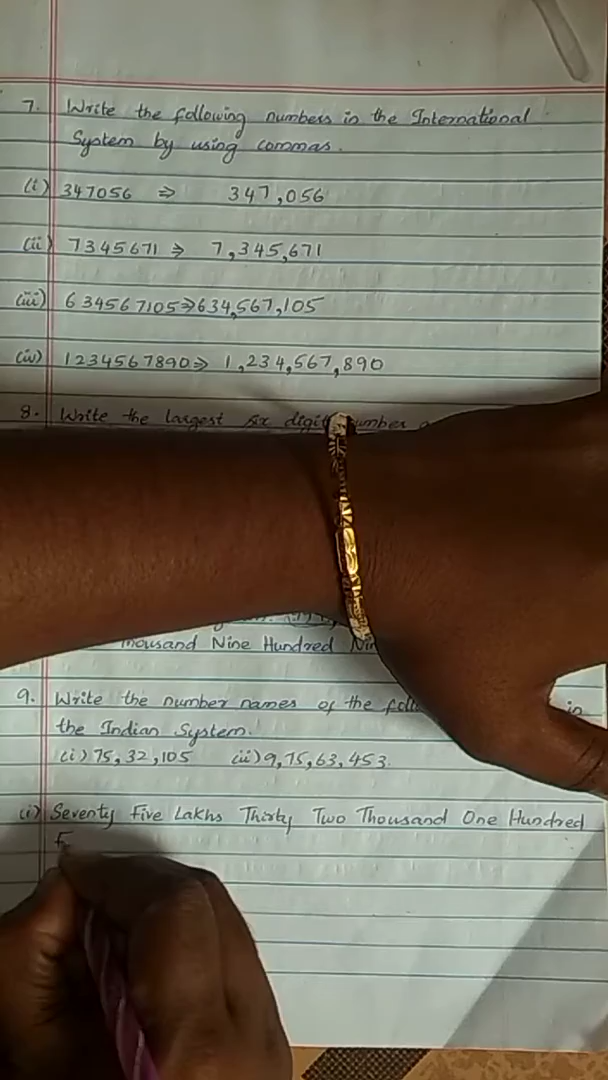 7. Write the following numbers in the International
System by using commas.
(i) 347056 ⇒ 347,056
(ii) 7345671 ⇒ 7,345,671
(iii) 634567105⇒634,567,105
(iv) 1234567890⇒ 1,234,567,890
8. Write the largest six digit number
Thousand Nine Hundred
9. Write the number names of the in
the Indian System.
(i) 75,32,105 (ii) 9,75,63,453.
(i) Seventy Five Lakhs Thirty Two Thousand One Hundred